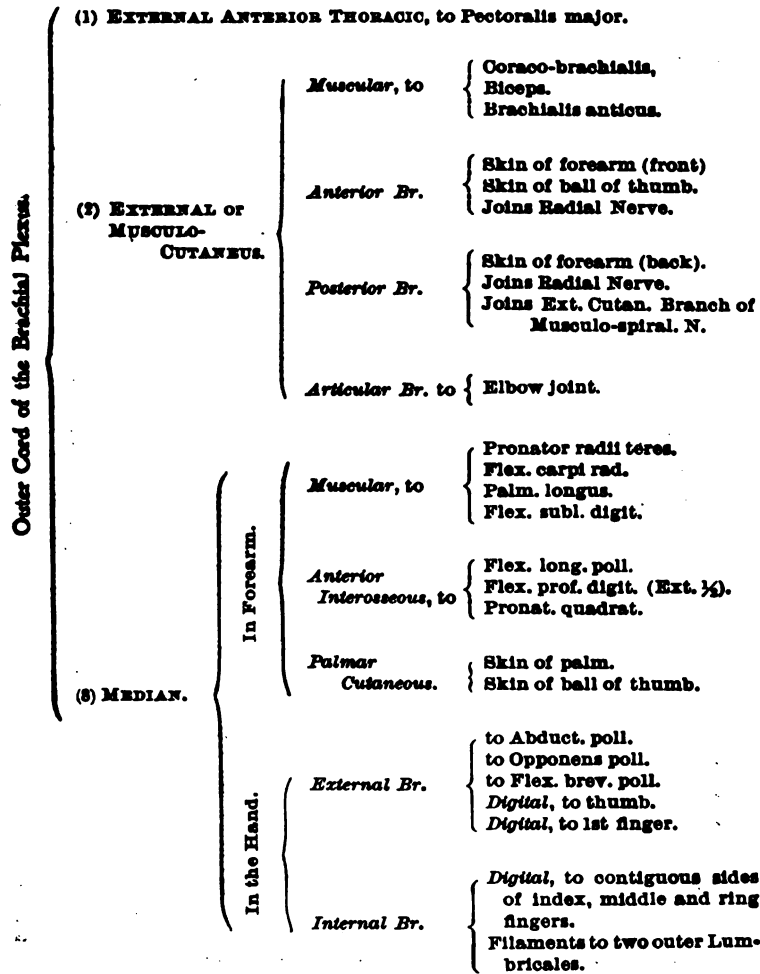 Outer Cord of the Brachial Plexus.
(1) EXTERNAL ANTERIOR THORACIC, to Pectoralis major.
(2) EXTERNAL or
MUSCULO-
CUTANEUS.
Muscular, to
Coraco-brachialis,
Biceps.
Brachialis anticus.
Anterior Br.
Skin of forearm (front)
Skin of ball of thumb.
Joins Radial Nerve.
Posterior Br.
Skin of forearm (back).
Joins Radial Nerve.
Joins Ext. Cutan. Branch of
Musculo-spiral. N.
Articular Br. to
Elbow joint.
(3) MEDIAN.
In Forearm.
Muscular, to
Pronator radii teres.
Flex. carpi rad.
Palm. longus.
Flex. subl. digit.
Anterior
Interosseous, to
Flex. long. poll.
Flex. prof. digit. (Ext. ½).
Pronat. quadrat.
Palmar
Cutaneous.
Skin of palm.
Skin of ball of thumb.
In the Hand.
External Br.
to Abduct. poll.
to Opponens poll.
to Flex. brev. poll.
Digital, to thumb.
Digital, to 1st finger.
Internal Br.
Digital, to contiguous sides
of index, middle and ring
fingers.
Filaments to two outer Lum-
bricales.